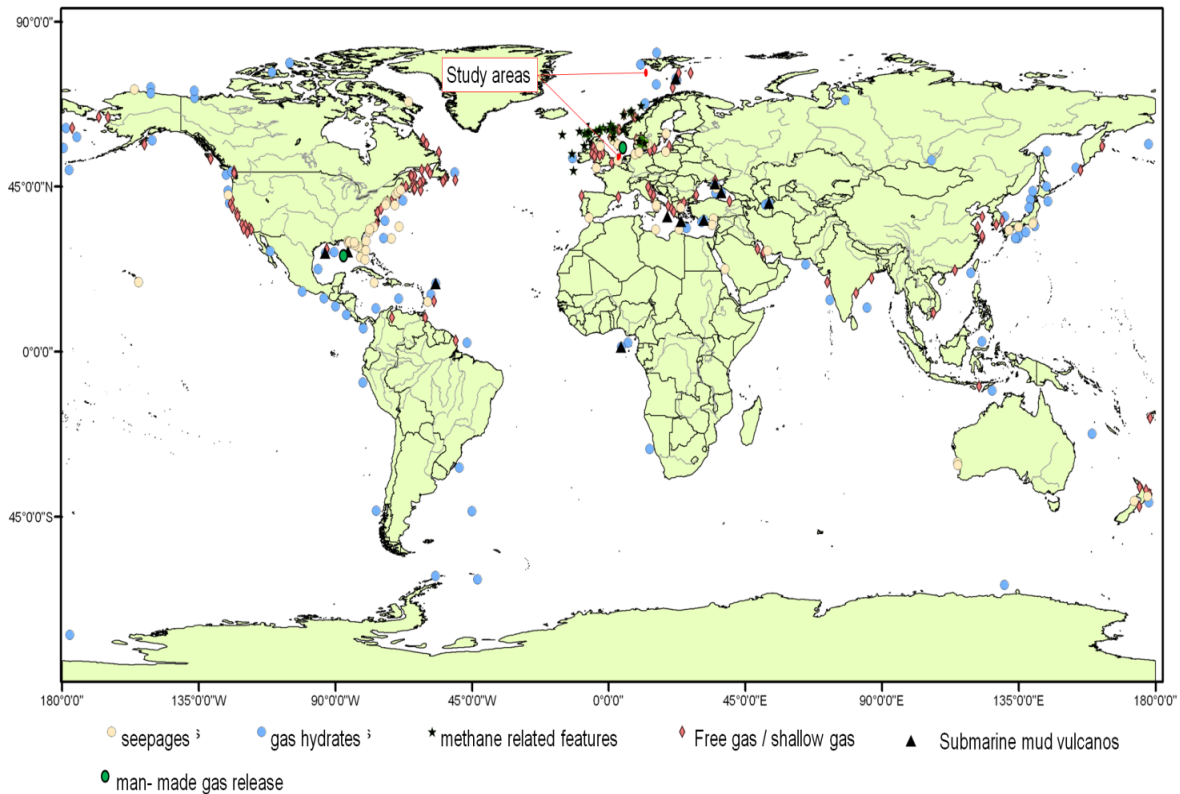 90°0'0"
Study areas
45°0'0"N
0°0'0"
45°0'0"S
180°0'0"
135°0'0"W
90°0'0"W
45°0'0"W
0°0'0"
45°0'0"E
90°0'0"E
135°0'0"E
180°0'0"
seepages s
gas hydrates s
methane related features
Free gas / shallow gas
Submarine mud vulcanos
man- made gas release